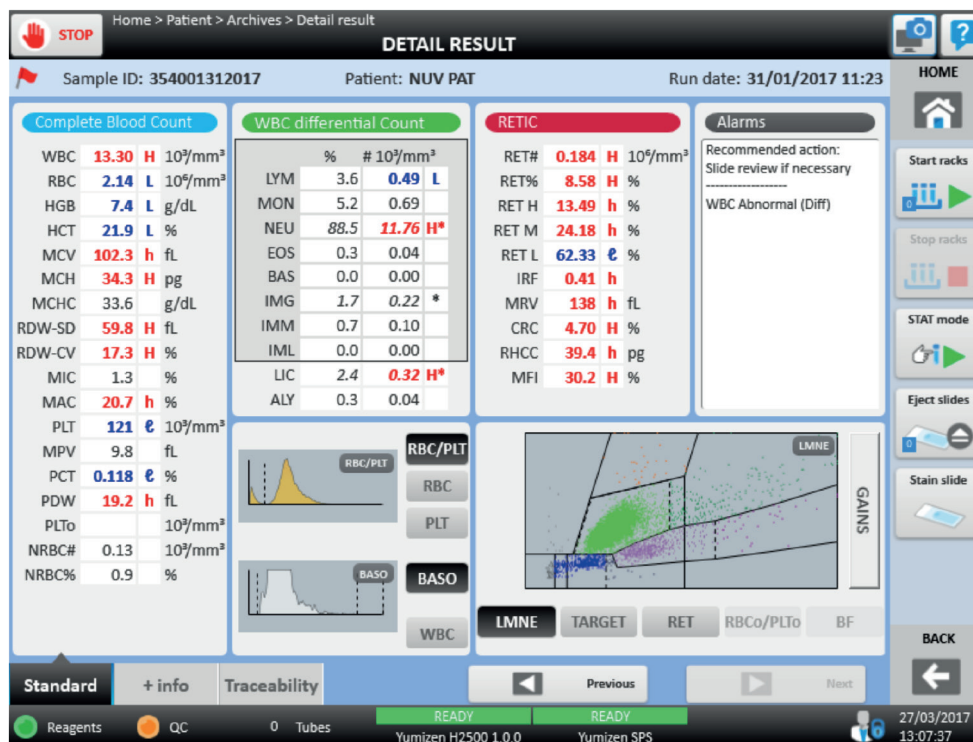 Home > Patient > Archives > Detail result
STOP
DETAIL RESULT
?
Sample ID: 354001312017 Patient: NUV PAT Run date: 31/01/2017 11:23
HOME
Complete Blood Count
WBC 13.30 H 10³/mm³
RBC 2.14 L 10⁶/mm³
HGB 7.4 L g/dL
HCT 21.9 L %
MCV 102.3 h fL
MCH 34.3 H pg
MCHC 33.6 g/dL
RDW-SD 59.8 H fL
RDW-CV 17.3 H %
MIC 1.3 %
MAC 20.7 h %
PLT 121 ℓ 10³/mm³
MPV 9.8 fL
PCT 0.118 ℓ %
PDW 19.2 h fL
PLTo 10³/mm³
NRBC# 0.13 10³/mm³
NRBC% 0.9 %
WBC differential Count
% # 10³/mm³
LYM 3.6 0.49 L
MON 5.2 0.69
NEU 88.5 11.76 H*
EOS 0.3 0.04
BAS 0.0 0.00
IMG 1.7 0.22 *
IMM 0.7 0.10
IML 0.0 0.00
LIC 2.4 0.32 H*
ALY 0.3 0.04
RETIC
RET# 0.184 H 10⁶/mm³
RET% 8.58 H %
RET H 13.49 h %
RET M 24.18 h %
RET L 62.33 ℓ %
IRF 0.41 h
MRV 138 h fL
CRC 4.70 H %
RHCC 39.4 h pg
MFI 30.2 H %
Alarms
Recommended action:
Slide review if necessary
--------------------
WBC Abnormal (Diff)
RBC/PLT
RBC/PLT
RBC
PLT
BASO
BASO
WBC
LMNE
GAINS
LMNE TARGET RET RBCo/PLTo BF
Start racks
0
Stop racks
STAT mode
Eject slides
0
Stain slide
BACK
Standard + info Traceability
Previous
Next
Reagents QC 0 Tubes
READY
Yumizen H2500 1.0.0
READY
Yumizen SPS
27/03/2017
13:07:37